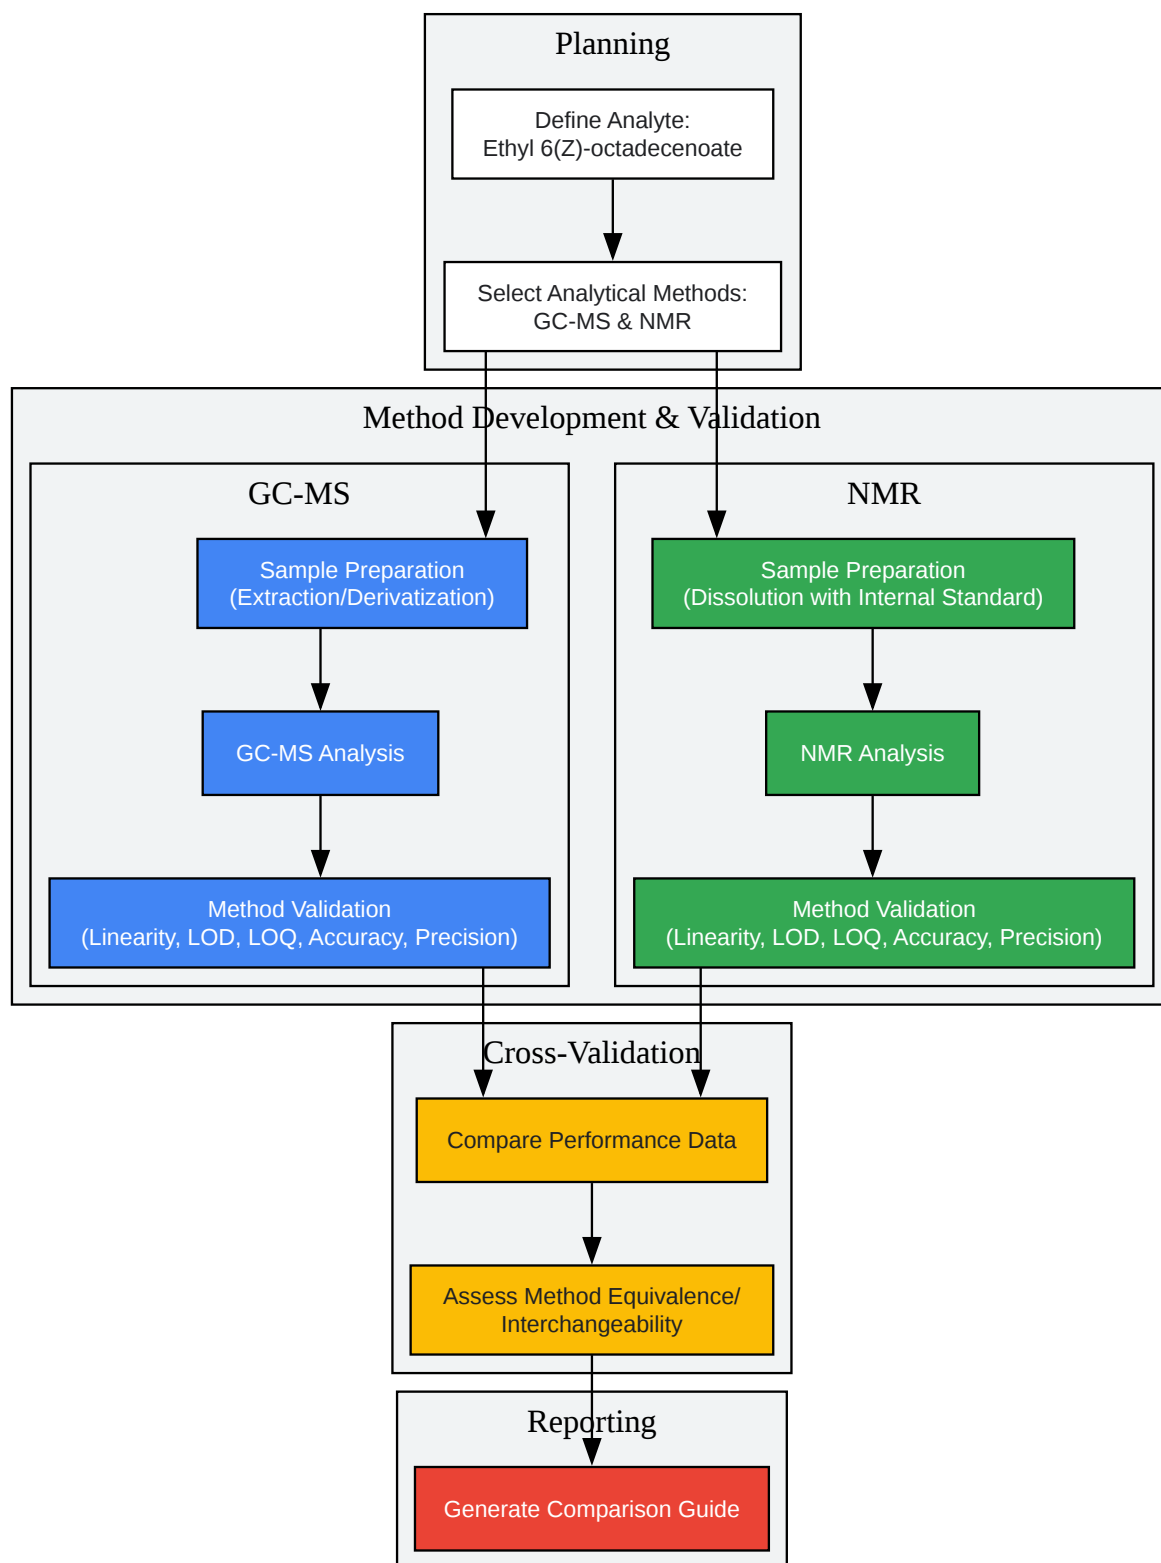 Planning
Define Analyte:
Ethyl 6(Z)-octadecenoate
Select Analytical Methods:
GC-MS & NMR
Method Development & Validation
GC-MS
Sample Preparation
(Extraction/Derivatization)
GC-MS Analysis
Method Validation
(Linearity, LOD, LOQ, Accuracy, Precision)
NMR
Sample Preparation
(Dissolution with Internal Standard)
NMR Analysis
Method Validation
(Linearity, LOD, LOQ, Accuracy, Precision)
Cross-Validation
Compare Performance Data
Assess Method Equivalence/
Interchangeability
Reporting
Generate Comparison Guide